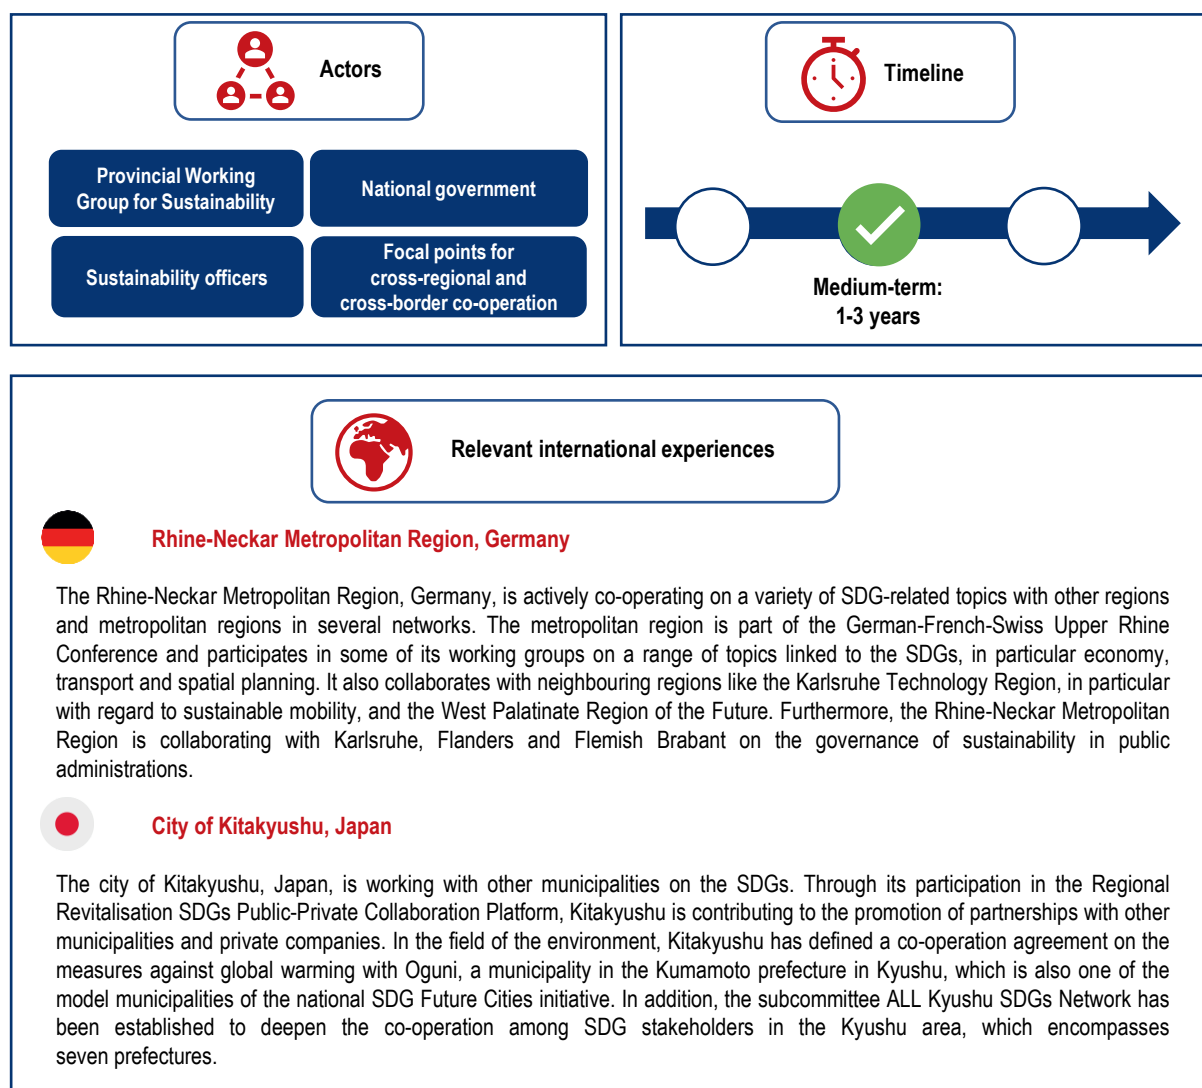 Actors
Provincial Working
Group for Sustainability
National government
Sustainability officers
Focal points for
cross-regional and
cross-border co-operation
Timeline
Medium-term:
1-3 years
Relevant international experiences
Rhine-Neckar Metropolitan Region, Germany
The Rhine-Neckar Metropolitan Region, Germany, is actively co-operating on a variety of SDG-related topics with other regions
and metropolitan regions in several networks. The metropolitan region is part of the German-French-Swiss Upper Rhine
Conference and participates in some of its working groups on a range of topics linked to the SDGs, in particular economy,
transport and spatial planning. It also collaborates with neighbouring regions like the Karlsruhe Technology Region, in particular
with regard to sustainable mobility, and the West Palatinate Region of the Future. Furthermore, the Rhine-Neckar Metropolitan
Region is collaborating with Karlsruhe, Flanders and Flemish Brabant on the governance of sustainability in public
administrations.
City of Kitakyushu, Japan
The city of Kitakyushu, Japan, is working with other municipalities on the SDGs. Through its participation in the Regional
Revitalisation SDGs Public-Private Collaboration Platform, Kitakyushu is contributing to the promotion of partnerships with other
municipalities and private companies. In the field of the environment, Kitakyushu has defined a co-operation agreement on the
measures against global warming with Oguni, a municipality in the Kumamoto prefecture in Kyushu, which is also one of the
model municipalities of the national SDG Future Cities initiative. In addition, the subcommittee ALL Kyushu SDGs Network has
been established to deepen the co-operation among SDG stakeholders in the Kyushu area, which encompasses
seven prefectures.